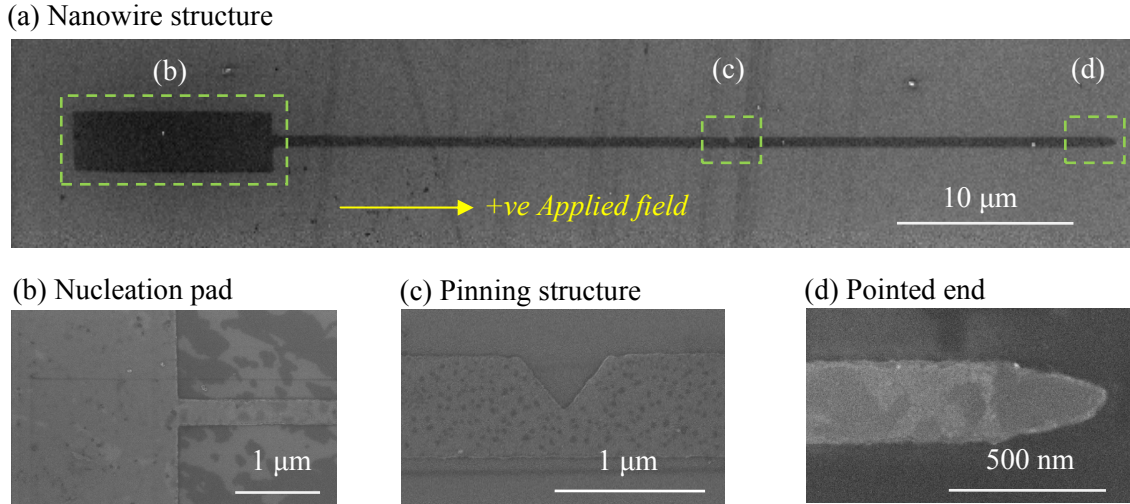 (a) Nanowire structure
(b)
(c)
(d)
+ve Applied field
10 μm
(b) Nucleation pad
(c) Pinning structure
(d) Pointed end
1 μm
1 μm
500 nm